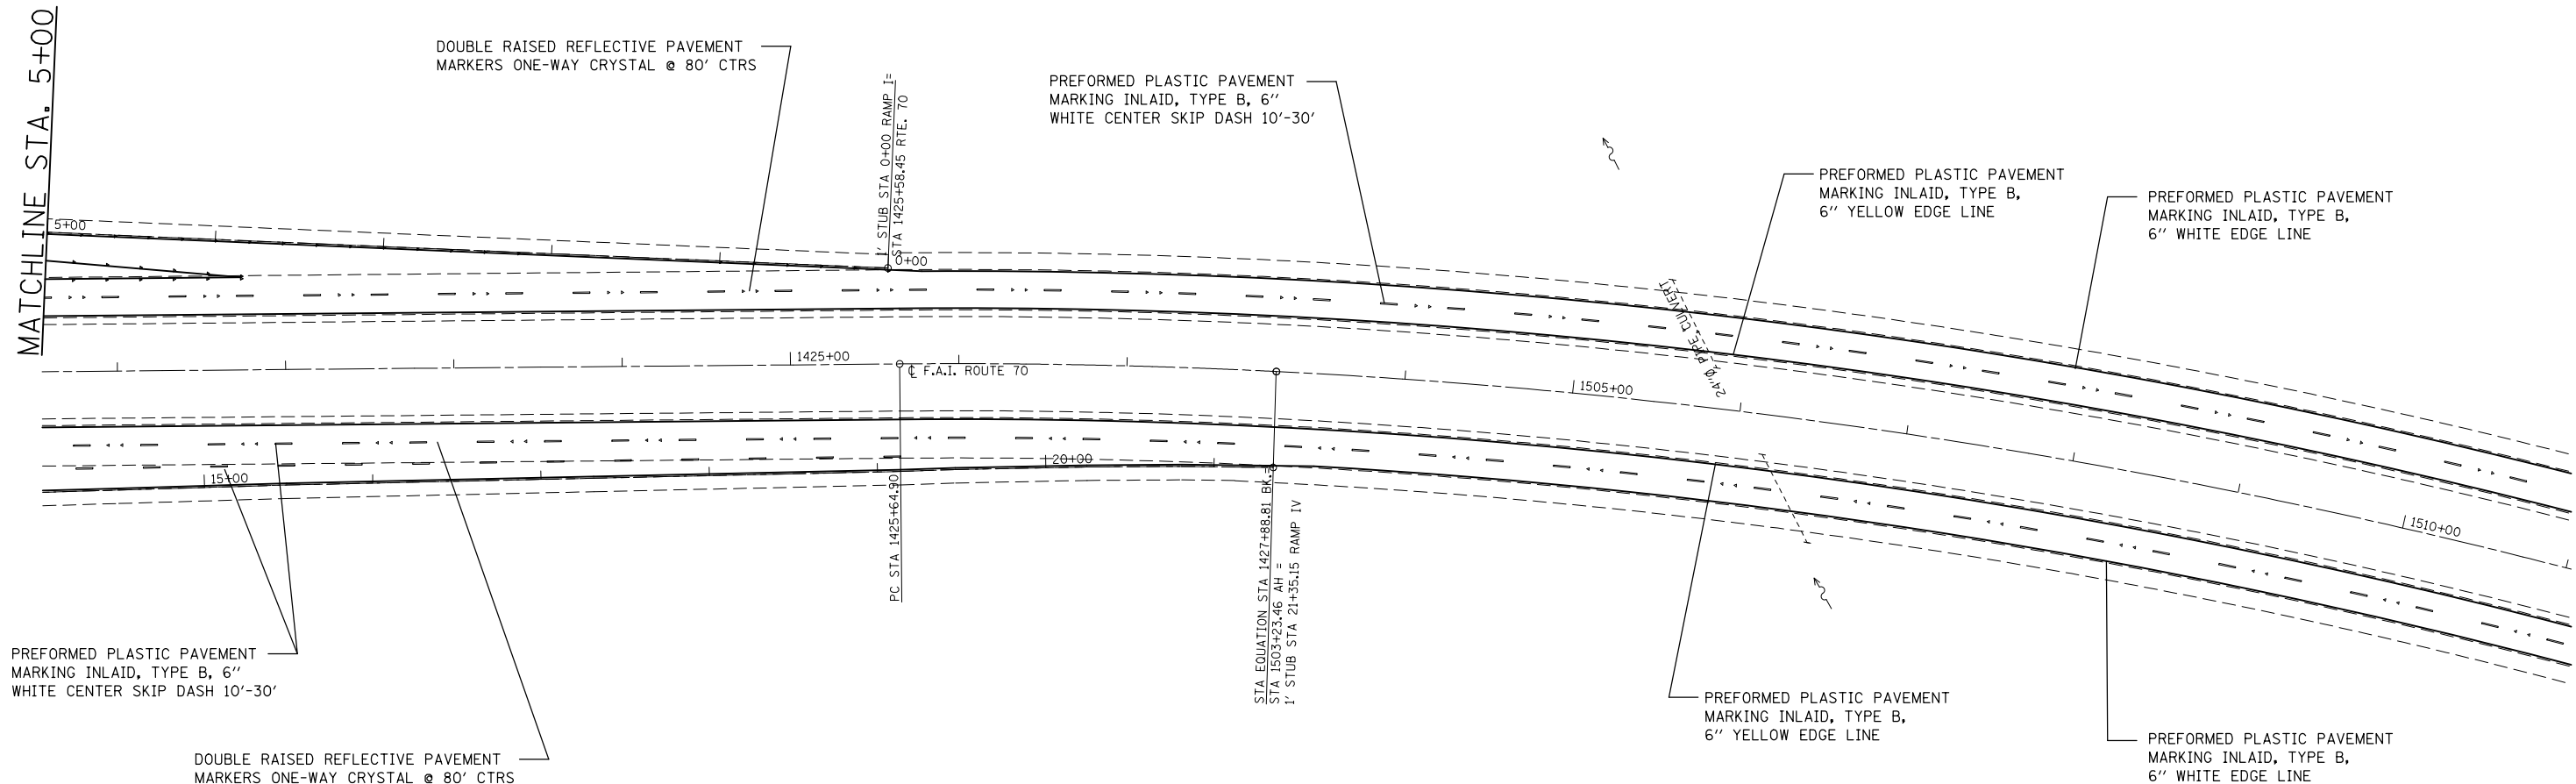 MATCHLINE STA. 5+00
DOUBLE RAISED REFLECTIVE PAVEMENT
MARKERS ONE-WAY CRYSTAL @ 80' CTRS
1' STUB STA 0+00 RAMP I=
STA 1425+58.45 RTE. 70
PREFORMED PLASTIC PAVEMENT
MARKING INLAID, TYPE B, 6"
WHITE CENTER SKIP DASH 10'-30'
PREFORMED PLASTIC PAVEMENT
MARKING INLAID, TYPE B,
6" YELLOW EDGE LINE
PREFORMED PLASTIC PAVEMENT
MARKING INLAID, TYPE B,
6" WHITE EDGE LINE
5+00
0+00
24"Ø PIPE CULVERT
1425+00
℄ F.A.I. ROUTE 70
1505+00
1510+00
15+00
20+00
PC STA 1425+64.90
STA EQUATION STA 1427+88.81 BK.=
STA 1503+23.46 AH =
1' STUB STA 21+35.15 RAMP IV
PREFORMED PLASTIC PAVEMENT
MARKING INLAID, TYPE B, 6"
WHITE CENTER SKIP DASH 10'-30'
DOUBLE RAISED REFLECTIVE PAVEMENT
MARKERS ONE-WAY CRYSTAL @ 80' CTRS
PREFORMED PLASTIC PAVEMENT
MARKING INLAID, TYPE B,
6" YELLOW EDGE LINE
PREFORMED PLASTIC PAVEMENT
MARKING INLAID, TYPE B,
6" WHITE EDGE LINE